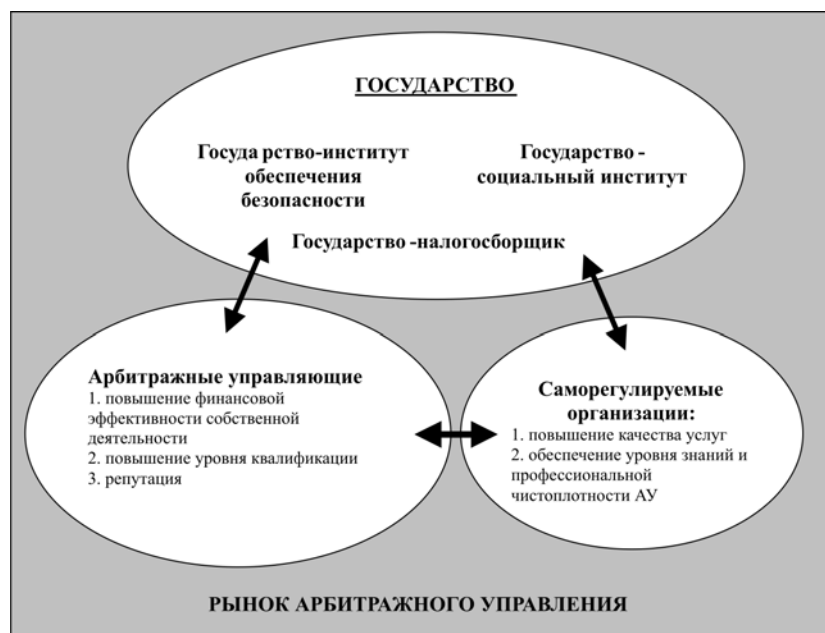 ГОСУДАРСТВО
Госуда рство-институт
обеспечения
безопасности
Государство -
социальный институт
Государство -налогосборщик
Арбитражные управляющие
1. повышение финансовой
эффективности собственной
деятельности
2. повышение уровня квалификации
3. репутация
Саморегулируемые
организации:
1. повышение качества услуг
2. обеспечение уровня знаний и
профессиональной
чистоплотности АУ
РЫНОК АРБИТРАЖНОГО УПРАВЛЕНИЯ